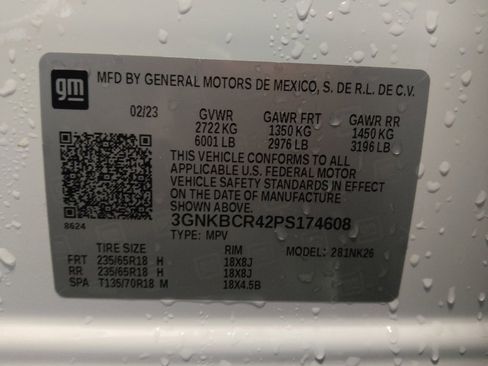 gm
MFD BY GENERAL MOTORS DE MEXICO, S. DE R.L. DE C.V.
02/23 GVWR GAWR FRT GAWR RR
2722 KG 1350 KG 1450 KG
6001 LB 2976 LB 3196 LB
THIS VEHICLE CONFORMS TO ALL
APPLICABLE U.S. FEDERAL MOTOR
VEHICLE SAFETY STANDARDS IN EFFECT
ON THE DATE OF MANUFACTURE
SHOWN ABOVE.
8624
3GNKBCR42PS174608
TYPE: MPV MODEL: 281NK26
TIRE SIZE RIM
FRT 235/65R18 H 18X8J
RR 235/65R18 H 18X8J
SPA T135/70R18 M 18X4.5B